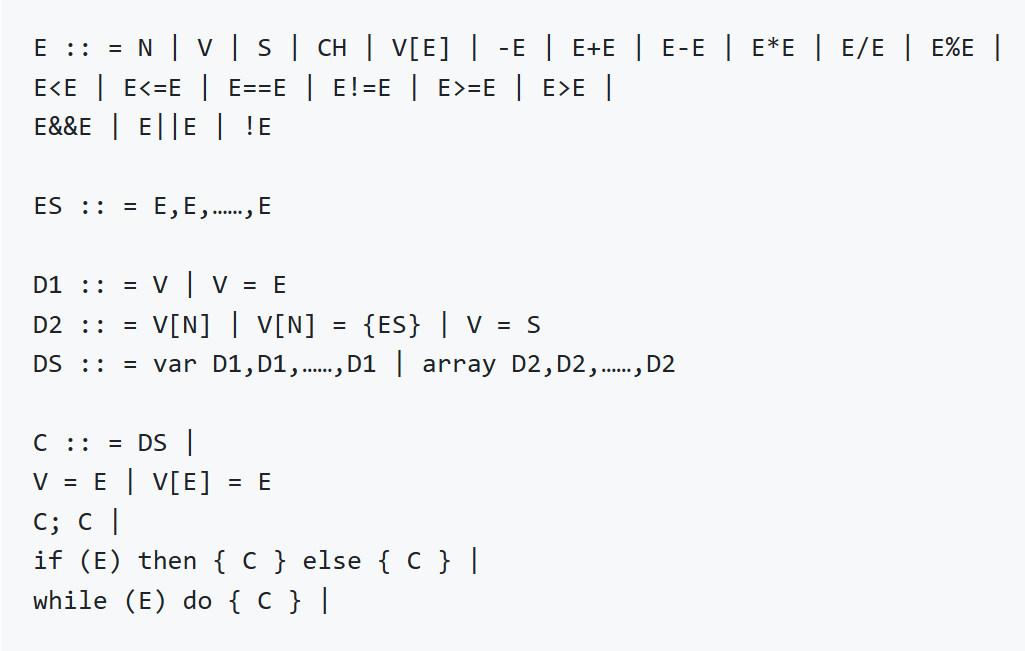 E :: = N | V | S | CH | V[E] | -E | E+E | E-E | E*E | E/E | E%E |
E<E | E<=E | E==E | E!=E | E>=E | E>E |
E&&E | E||E | !E
ES :: = E,E,……,E
D1 :: = V | V = E
D2 :: = V[N] | V[N] = {ES} | V = S
DS :: = var D1,D1,……,D1 | array D2,D2,……,D2
C :: = DS |
V = E | V[E] = E
C; C |
if (E) then { C } else { C } |
while (E) do { C } |